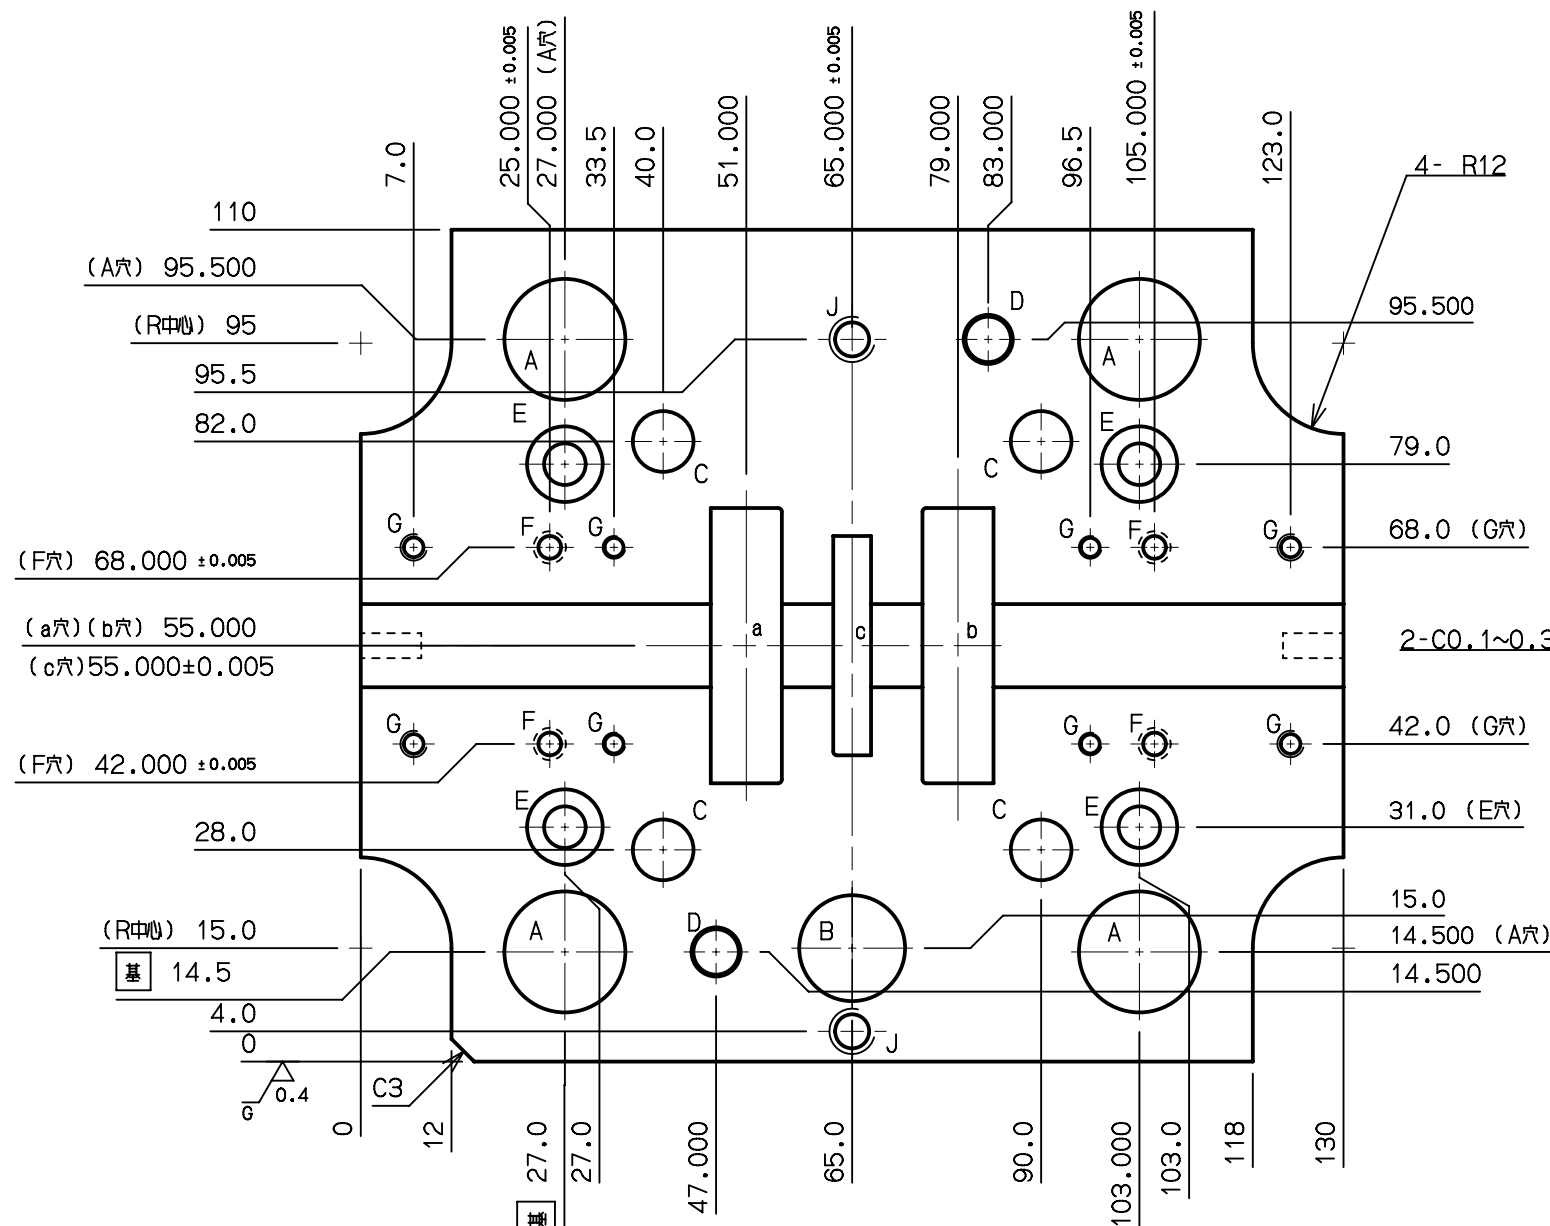 7.0
25.000 ±0.005
27.000 (A穴)
33.5
40.0
51.000
65.000 ±0.005
79.000
83.000
96.5
105.000 ±0.005
123.0
4- R12
110
(A穴) 95.500
(R中心) 95
95.5
82.0
(F穴) 68.000 ±0.005
(a穴)(b穴) 55.000
(c穴)55.000±0.005
(F穴) 42.000 ±0.005
28.0
(R中心) 15.0
基 14.5
4.0
0
G 0.4
C3
A
J
D
A
E
C
C
E
G
F
G
G
F
G
a
c
b
G
F
G
G
F
G
E
C
C
E
A
D
B
A
J
95.500
79.0
68.0 (G穴)
2-C0.1~0.3
42.0 (G穴)
31.0 (E穴)
15.0
14.500 (A穴)
14.500
0
12
27.0
基
27.0
47.000
65.0
90.0
103.000
103.0
118
130